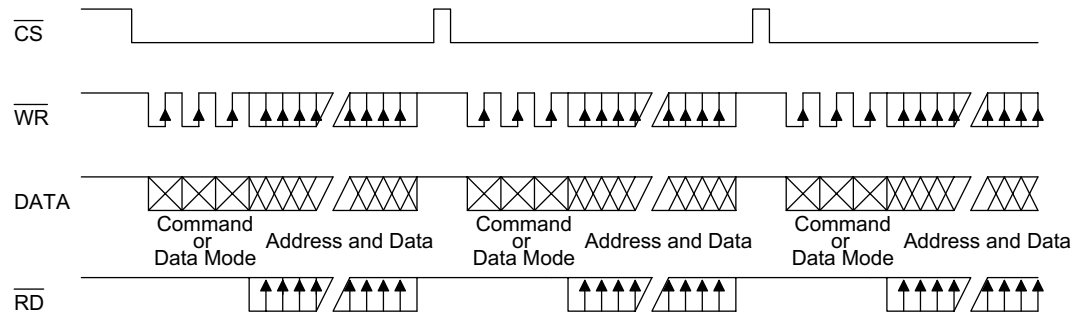 CS
WR
DATA
Command
or
Data Mode
Address and Data
Command
or
Data Mode
Address and Data
Command
or
Data Mode
Address and Data
RD